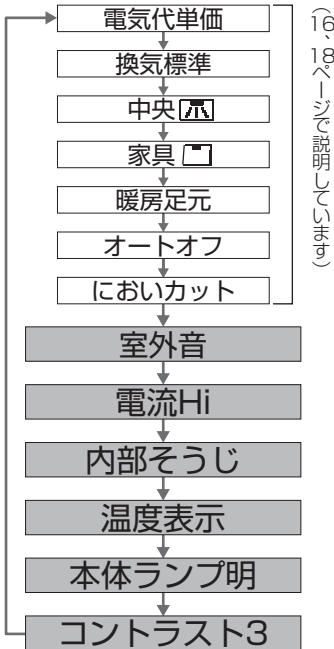 電気代単価
換気標準
中央
家具
暖房足元
オートオフ
においカット
室外音
電流Hi
内部そうじ
温度表示
本体ランプ明
コントラスト3
（16、18ページで説明しています）